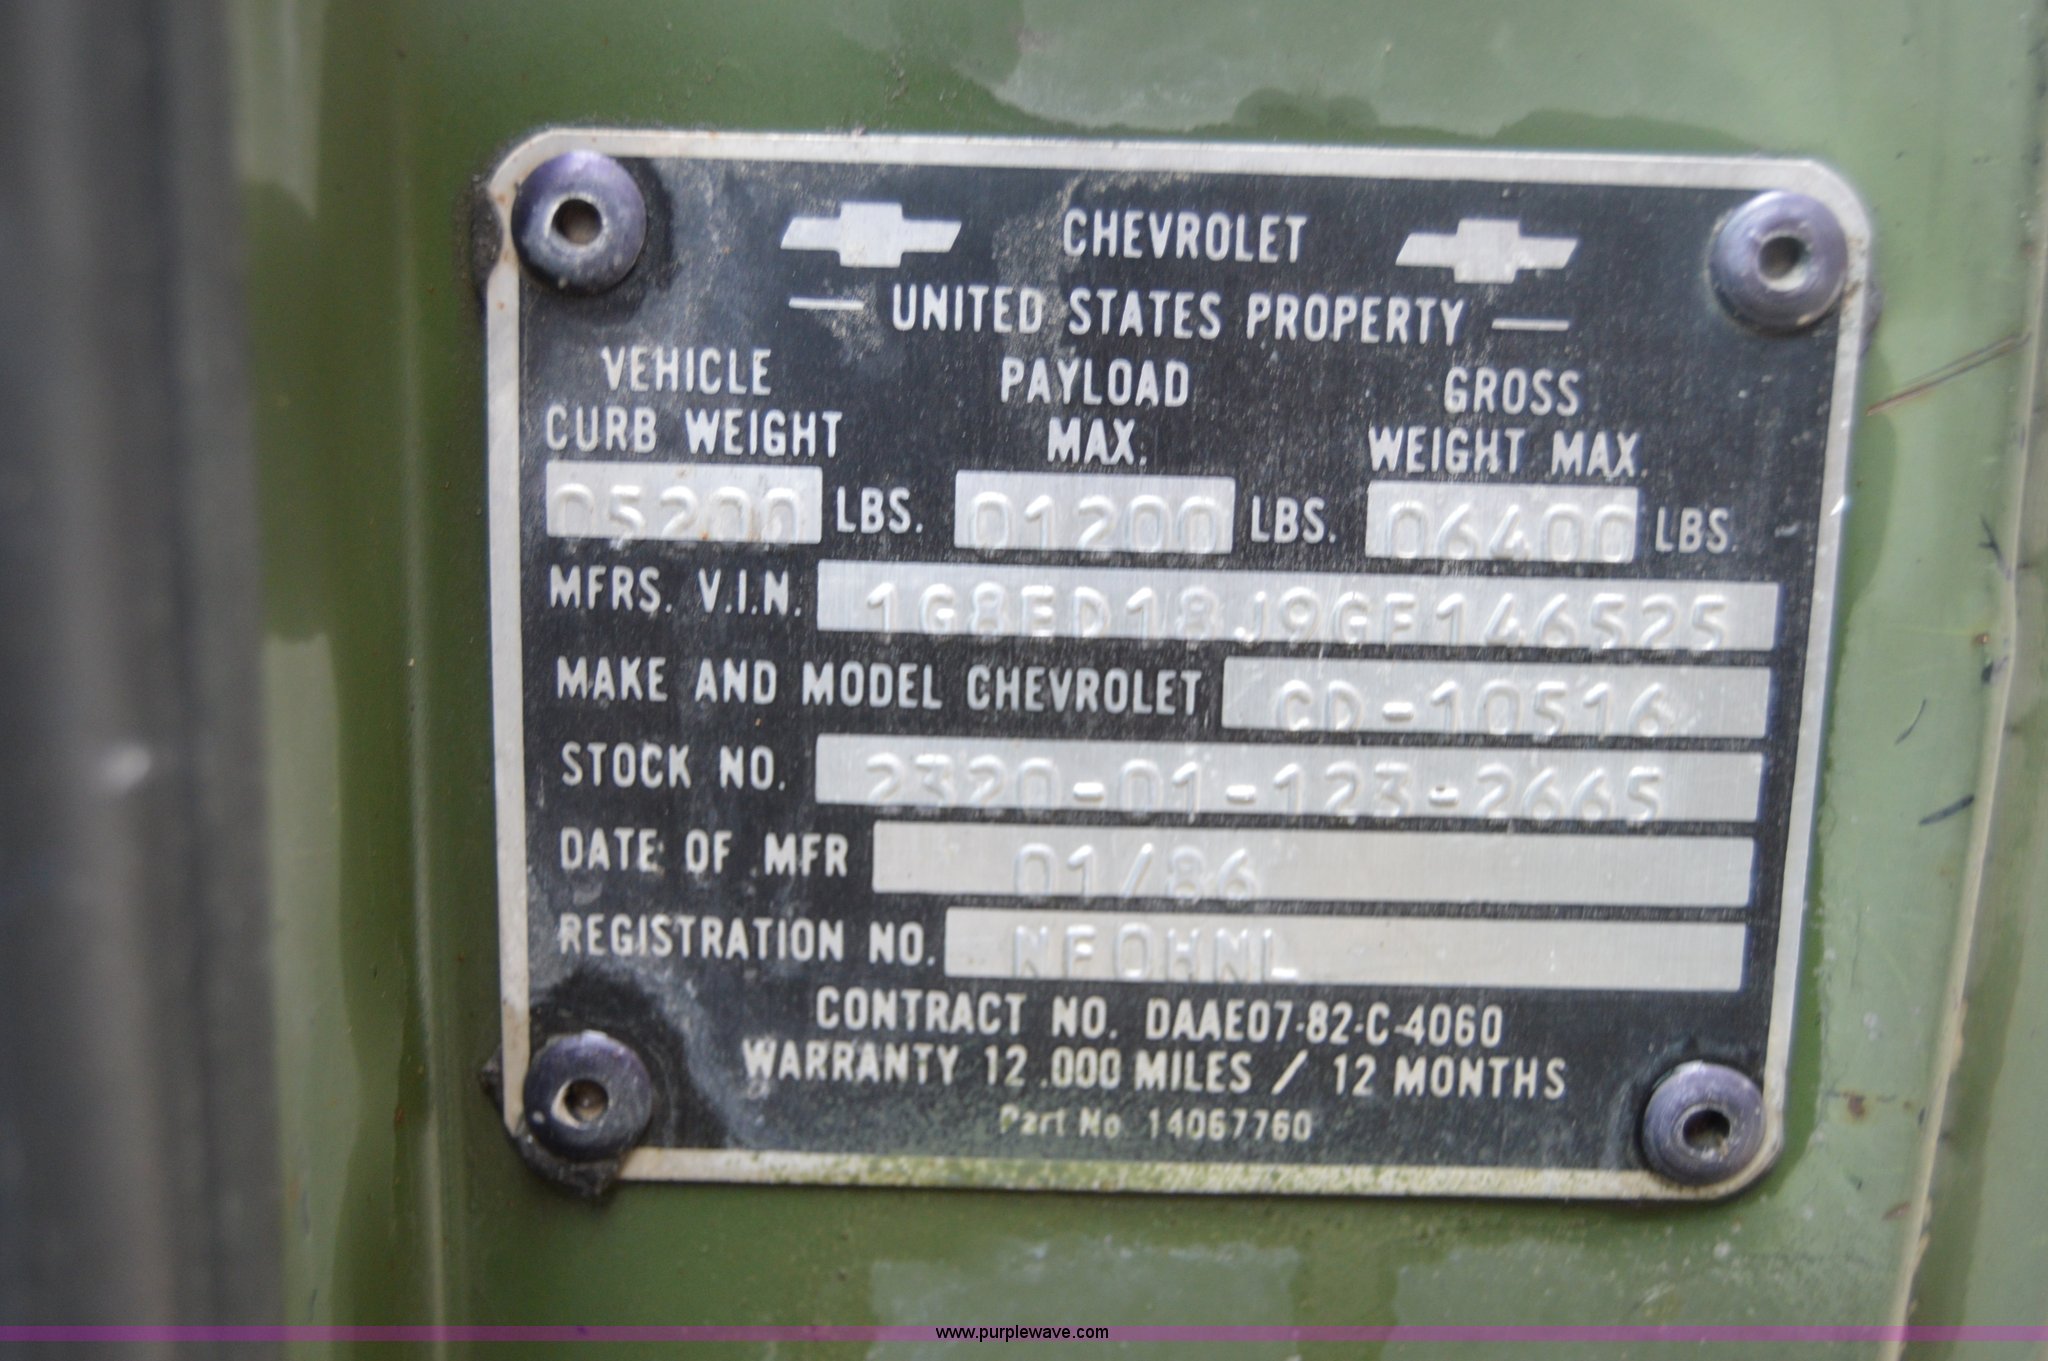 CHEVROLET
— UNITED STATES PROPERTY —
VEHICLE CURB WEIGHT PAYLOAD MAX. GROSS WEIGHT MAX.
05200 LBS. 01200 LBS. 06400 LBS.
MFRS. V.I.N. 1G8ED18J9GF146525
MAKE AND MODEL CHEVROLET CD-10516
STOCK NO. 2320-01-123-2665
DATE OF MFR 01/86
REGISTRATION NO. NF0HNL
CONTRACT NO. DAAE07-82-C-4060
WARRANTY 12.000 MILES / 12 MONTHS
Part No 14067760
www.purplewave.com